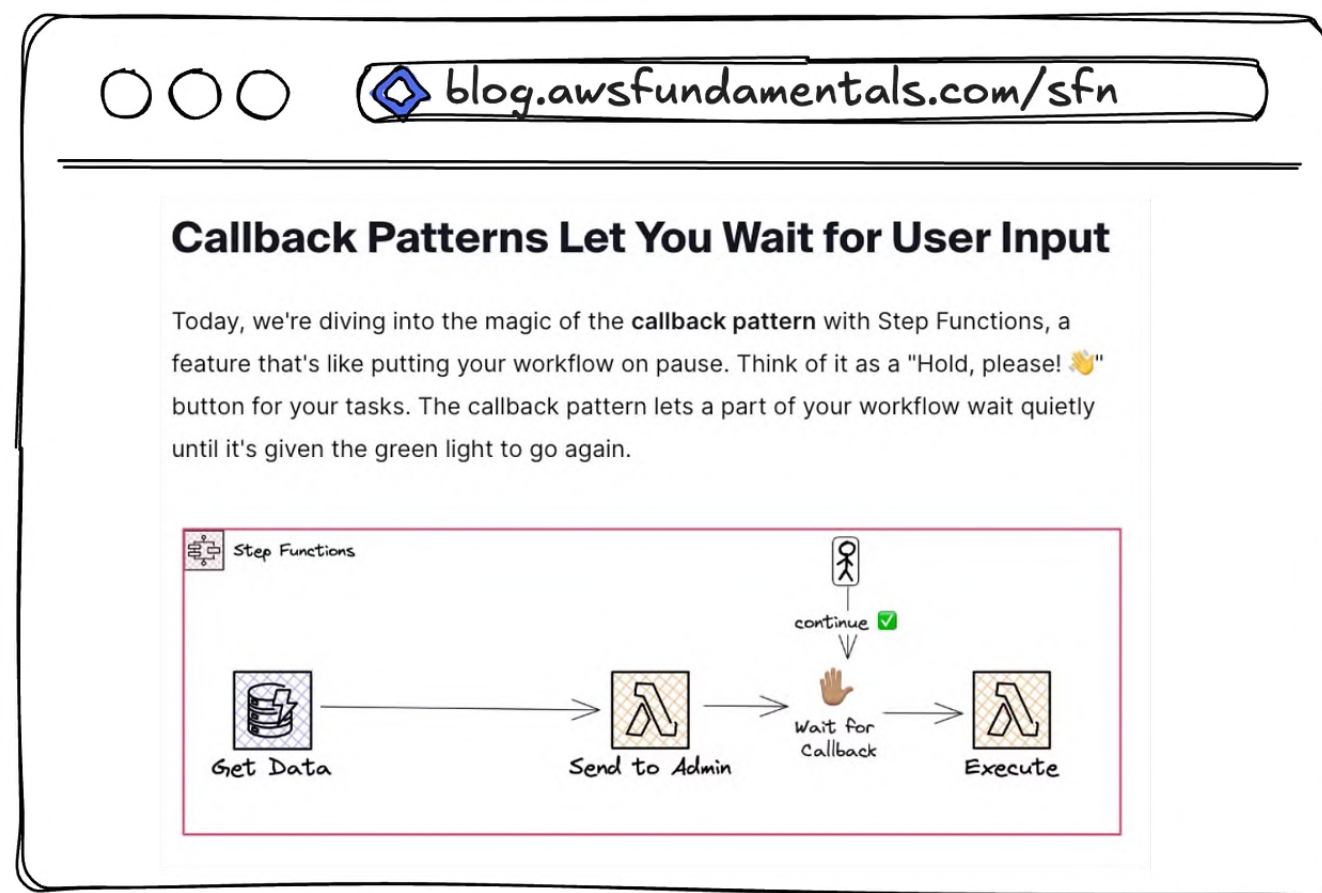 blog.awsfundamentals.com/sfn
Callback Patterns Let You Wait for User Input
Today, we're diving into the magic of the callback pattern with Step Functions, a
feature that's like putting your workflow on pause. Think of it as a "Hold, please! 👋"
button for your tasks. The callback pattern lets a part of your workflow wait quietly
until it's given the green light to go again.
Step Functions
continue ✅
Wait for
Callback
Get Data
Send to Admin
Execute